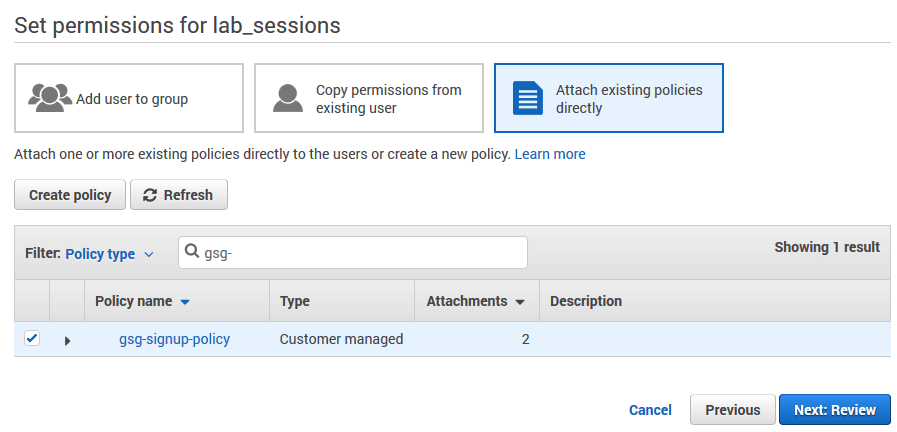 Set permissions for lab_sessions
Add user to group
Copy permissions from
existing user
Attach existing policies
directly
Attach one or more existing policies directly to the users or create a new policy. Learn more
Create policy
Refresh
Filter: Policy type
gsg-
Showing 1 result
Policy name
Type
Attachments
Description
gsg-signup-policy
Customer managed
2
Cancel
Previous
Next: Review